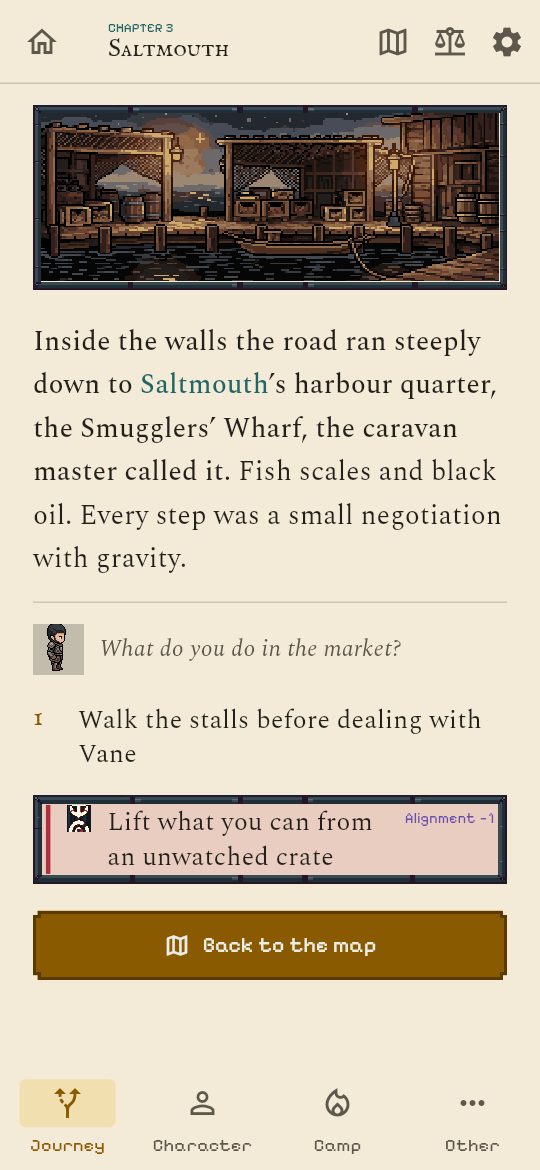 CHAPTER 3
Saltmouth
Inside the walls the road ran steeply
down to Saltmouth’s harbour quarter,
the Smugglers’ Wharf, the caravan
master called it. Fish scales and black
oil. Every step was a small negotiation
with gravity.
What do you do in the market?
1 Walk the stalls before dealing with
Vane
Lift what you can from
an unwatched crate
Alignment -1
Back to the map
Journey
Character
Camp
Other